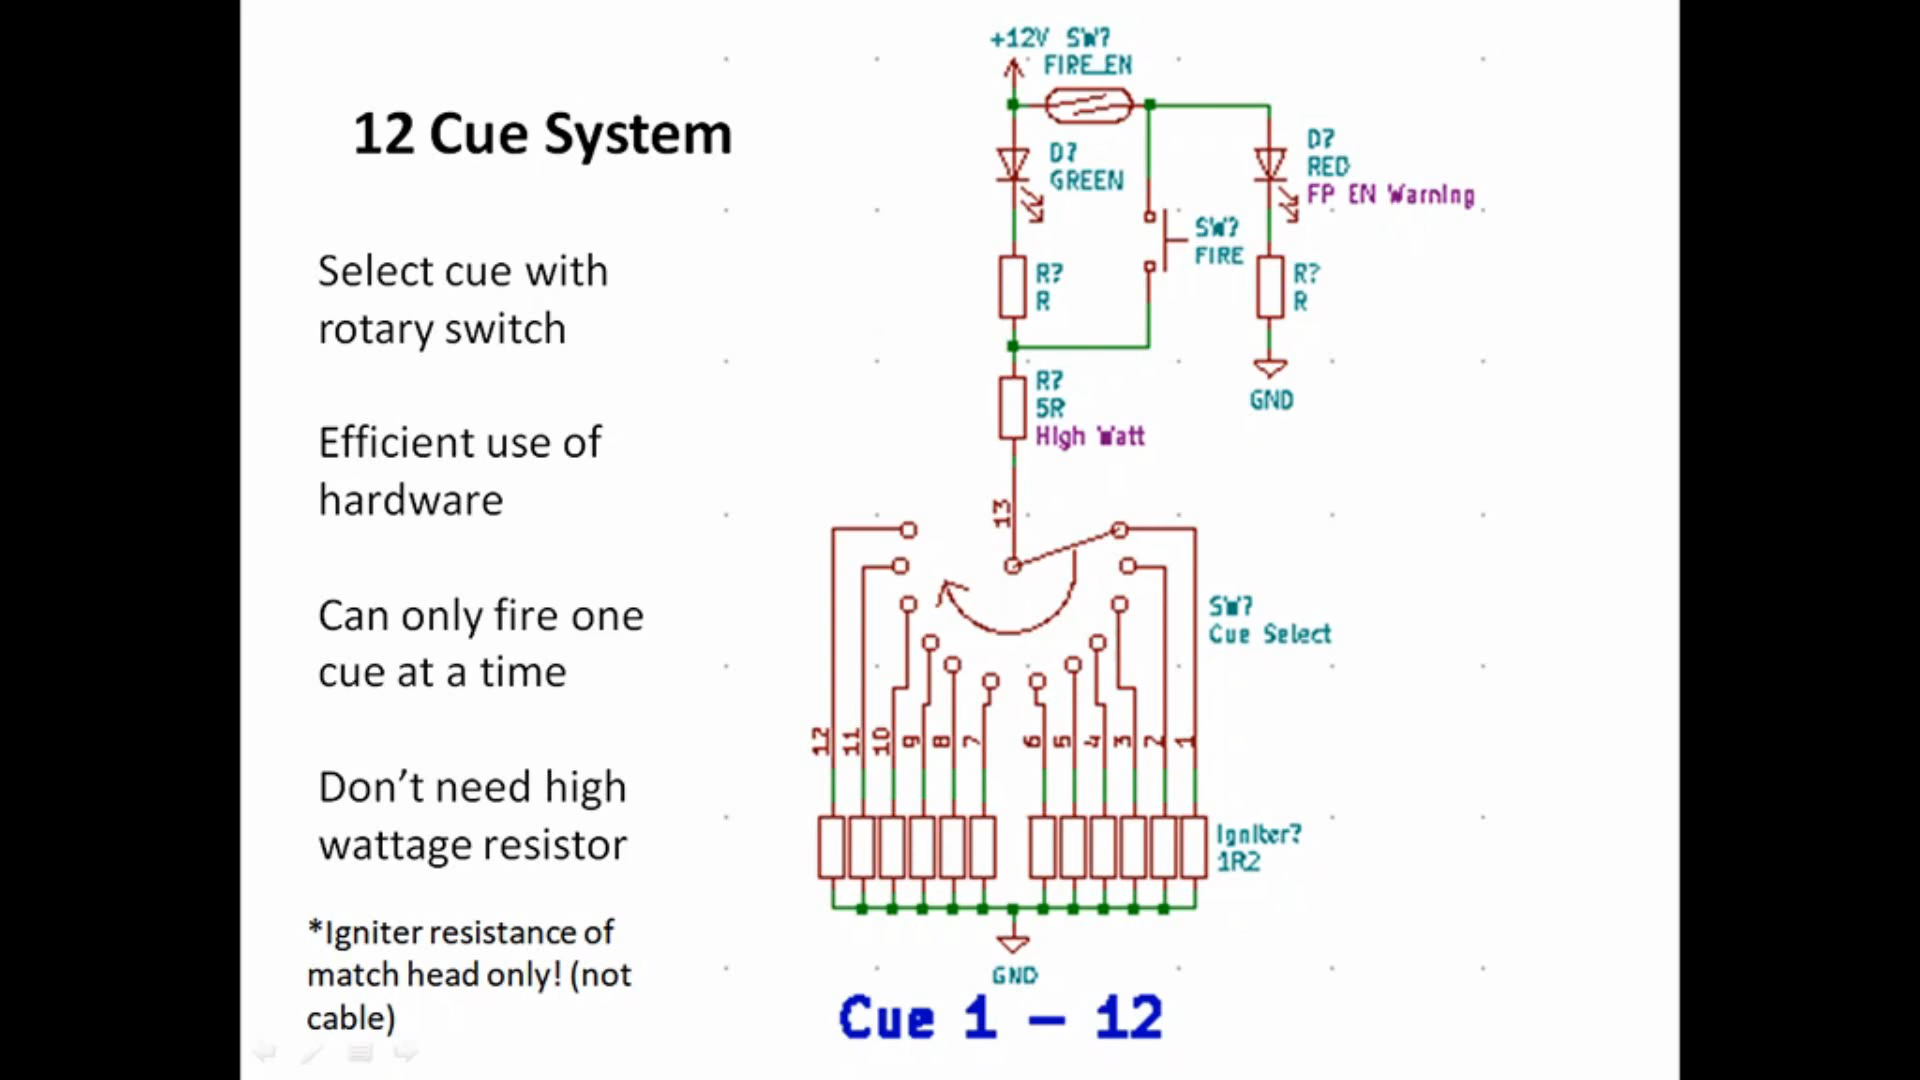 12 Cue System
Select cue with
rotary switch
Efficient use of
hardware
Can only fire one
cue at a time
Don't need high
wattage resistor
*Igniter resistance of
match head only! (not
cable)
+12V SW?
FIRE_EN
D?
GREEN
D?
RED
FP EN Warning
SW?
FIRE
R?
R
R?
R
GND
R?
5R
High Watt
13
SW?
Cue Select
12 11 10 9 8 7 6 5 4 3 2 1
Igniter?
1R2
GND
Cue 1 - 12